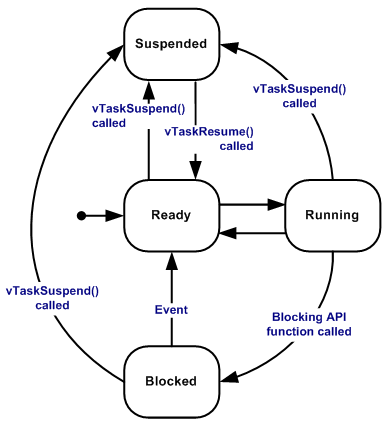 Suspended
vTaskSuspend()
called
vTaskSuspend()
called
vTaskResume()
called
Ready
Running
vTaskSuspend()
called
Event
Blocking API
function called
Blocked